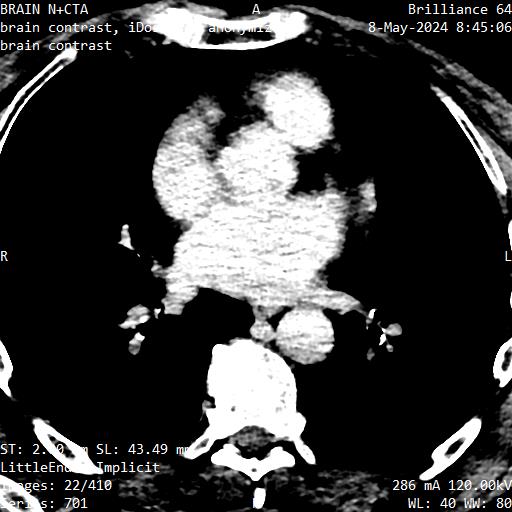 BRAIN N+CTA
A
Brilliance 64
brain contrast, iDo anonymiz
8-May-2024 8:45:06
brain contrast
R
L
ST: 2. m SL: 43.49 mm
LittleEnd Implicit
Images: 22/410
286 mA 120.00kV
Series: 701
WL: 40 WW: 80